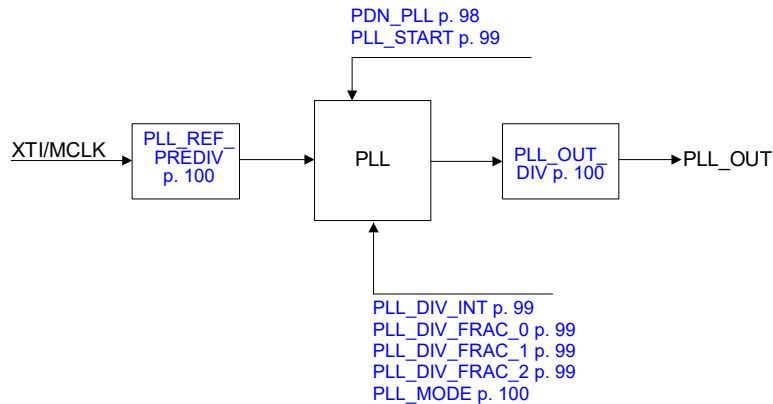 PDN_PLL p. 98
PLL_START p. 99
XTI/MCLK
PLL_REF_
PREDIV
p. 100
PLL
PLL_OUT_
DIV p. 100
PLL_OUT
PLL_DIV_INT p. 99
PLL_DIV_FRAC_0 p. 99
PLL_DIV_FRAC_1 p. 99
PLL_DIV_FRAC_2 p. 99
PLL_MODE p. 100